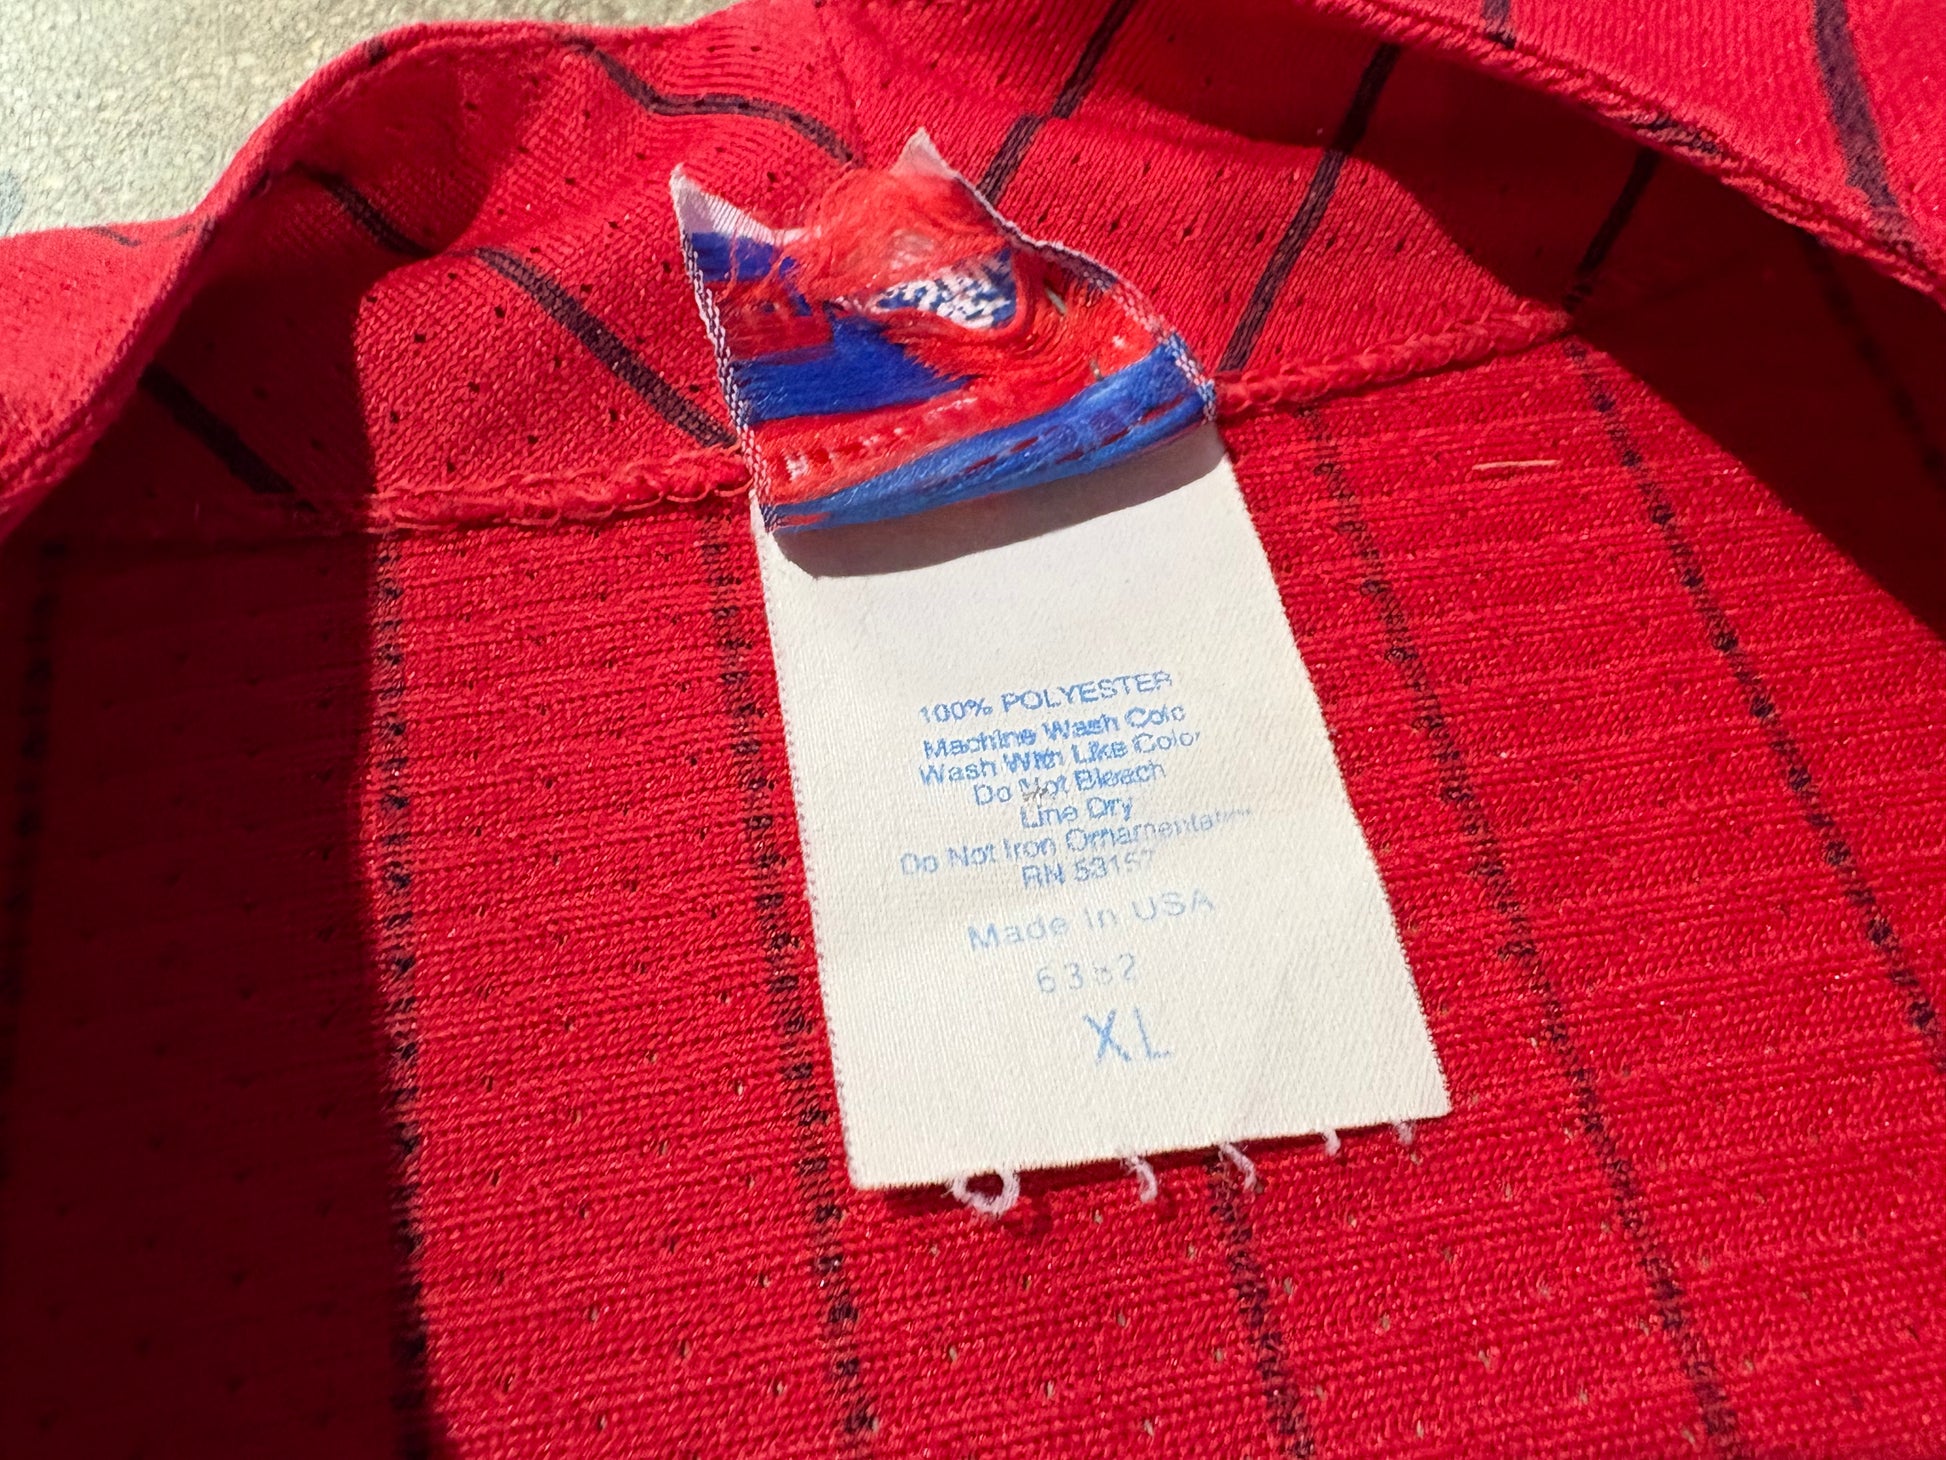 100% POLYESTER
Machine Wash Cold
Wash With Like Color
Do Not Bleach
Line Dry
Do Not Iron Ornamentation
RN 53157
Made In USA
XL